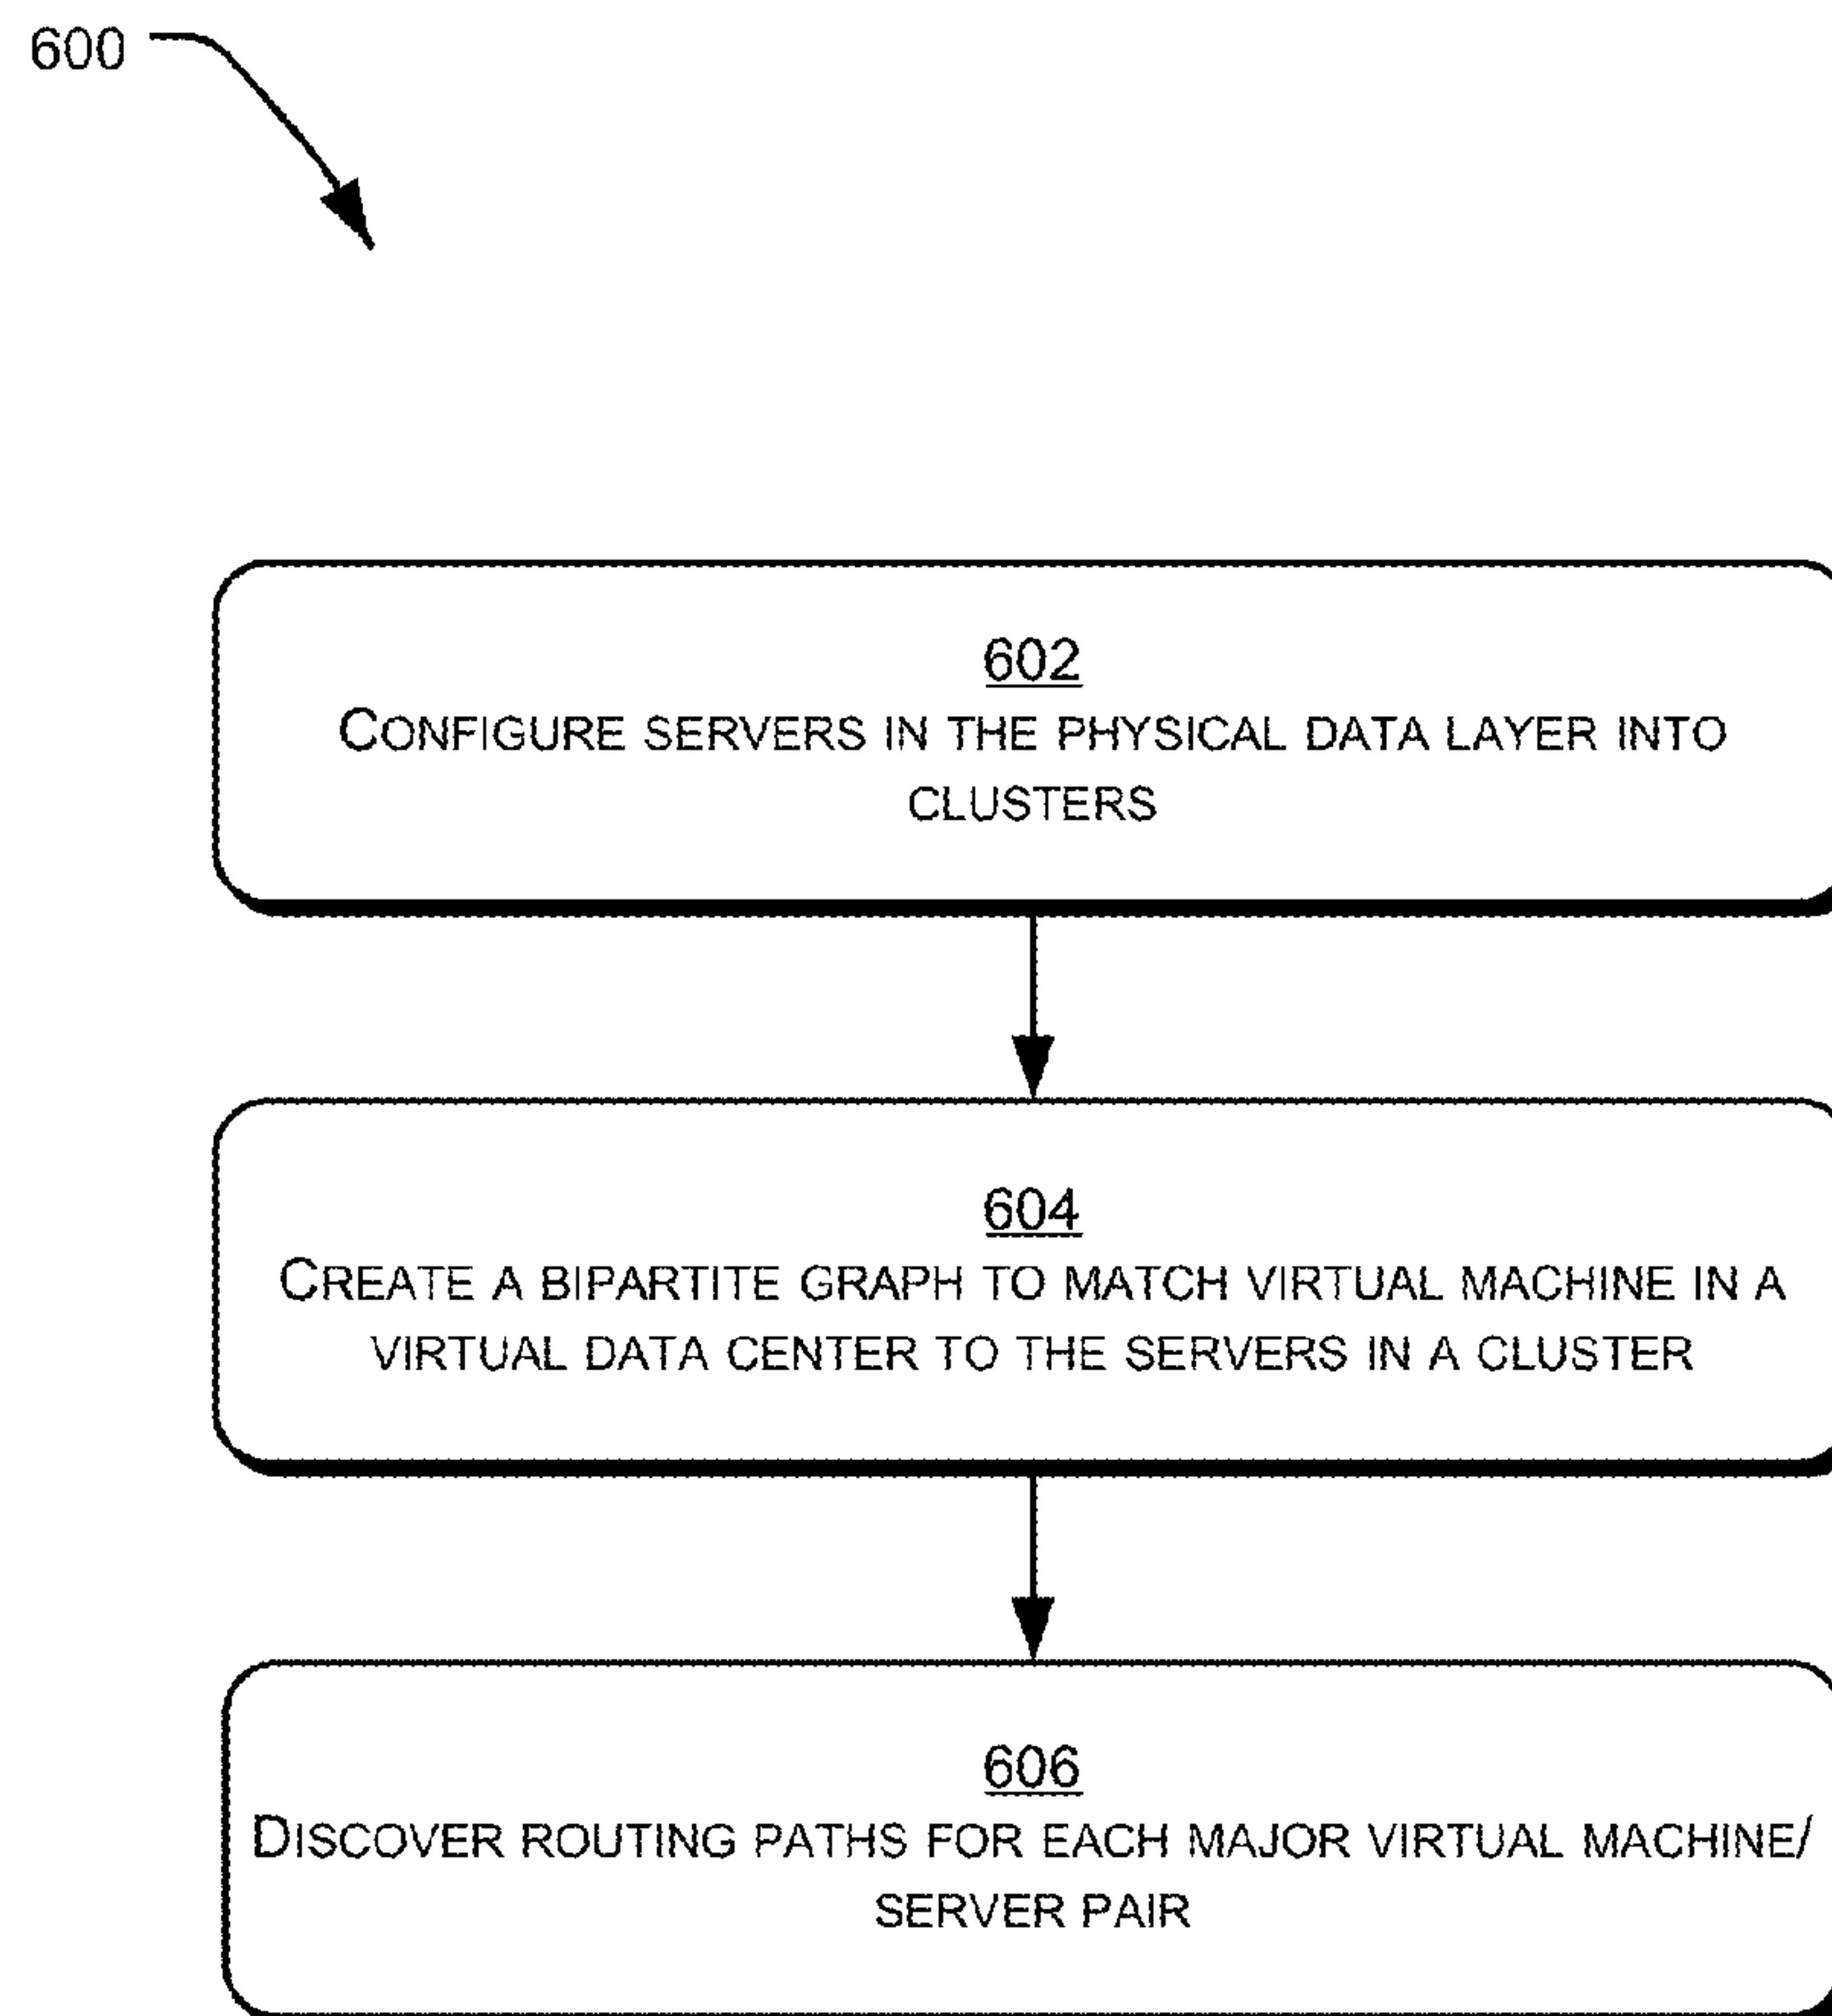 600
602
CONFIGURE SERVERS IN THE PHYSICAL DATA LAYER INTO
CLUSTERS
604
CREATE A BIPARTITE GRAPH TO MATCH VIRTUAL MACHINE IN A
VIRTUAL DATA CENTER TO THE SERVERS IN A CLUSTER
606
DISCOVER ROUTING PATHS FOR EACH MAJOR VIRTUAL MACHINE/
SERVER PAIR